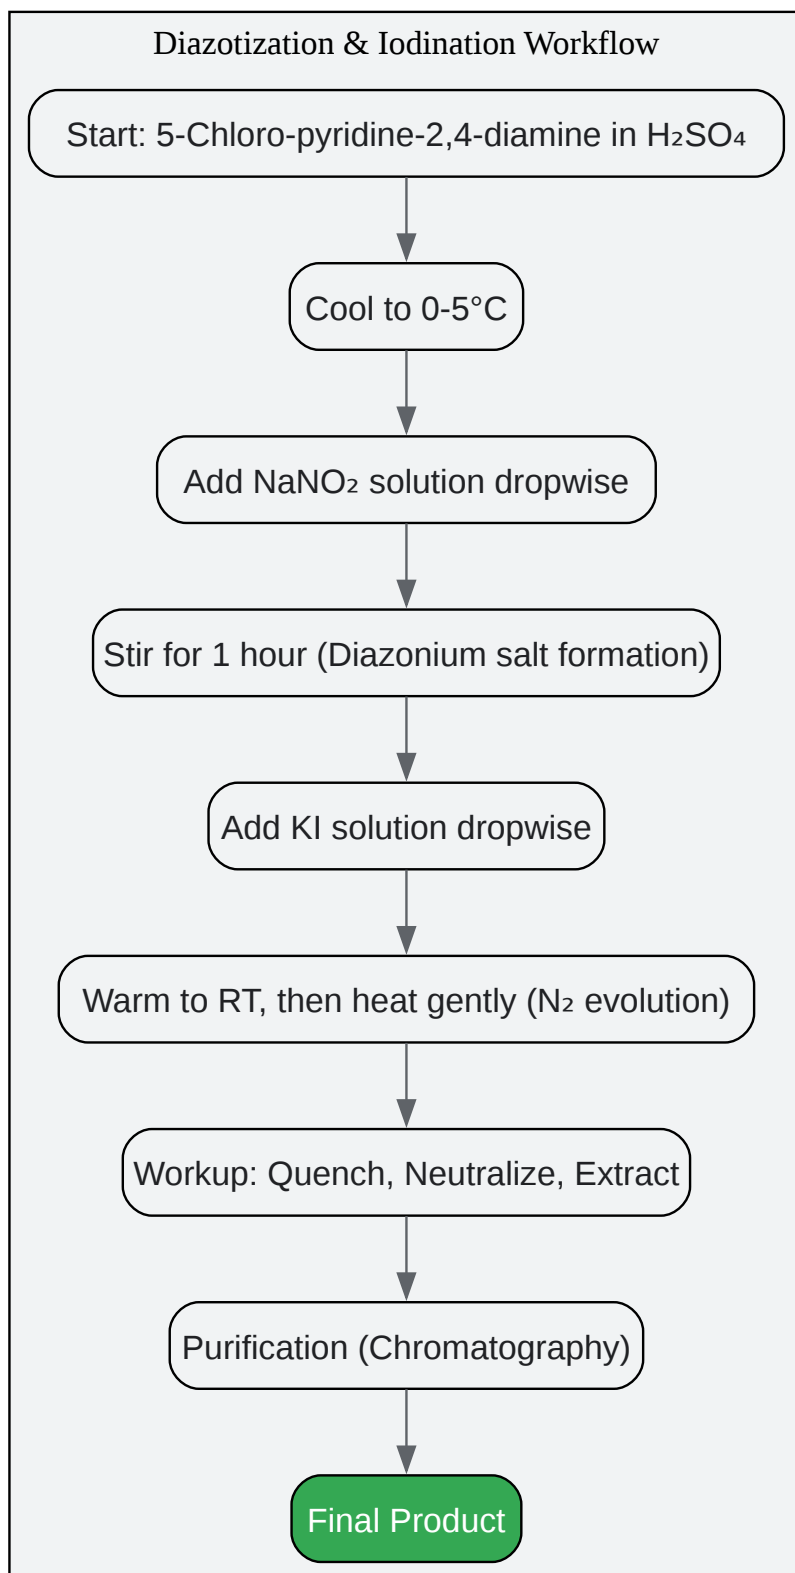 Diazotization & Iodination Workflow
Start: 5-Chloro-pyridine-2,4-diamine in H₂SO₄
Cool to 0-5°C
Add NaNO₂ solution dropwise
Stir for 1 hour (Diazonium salt formation)
Add KI solution dropwise
Warm to RT, then heat gently (N₂ evolution)
Workup: Quench, Neutralize, Extract
Purification (Chromatography)
Final Product